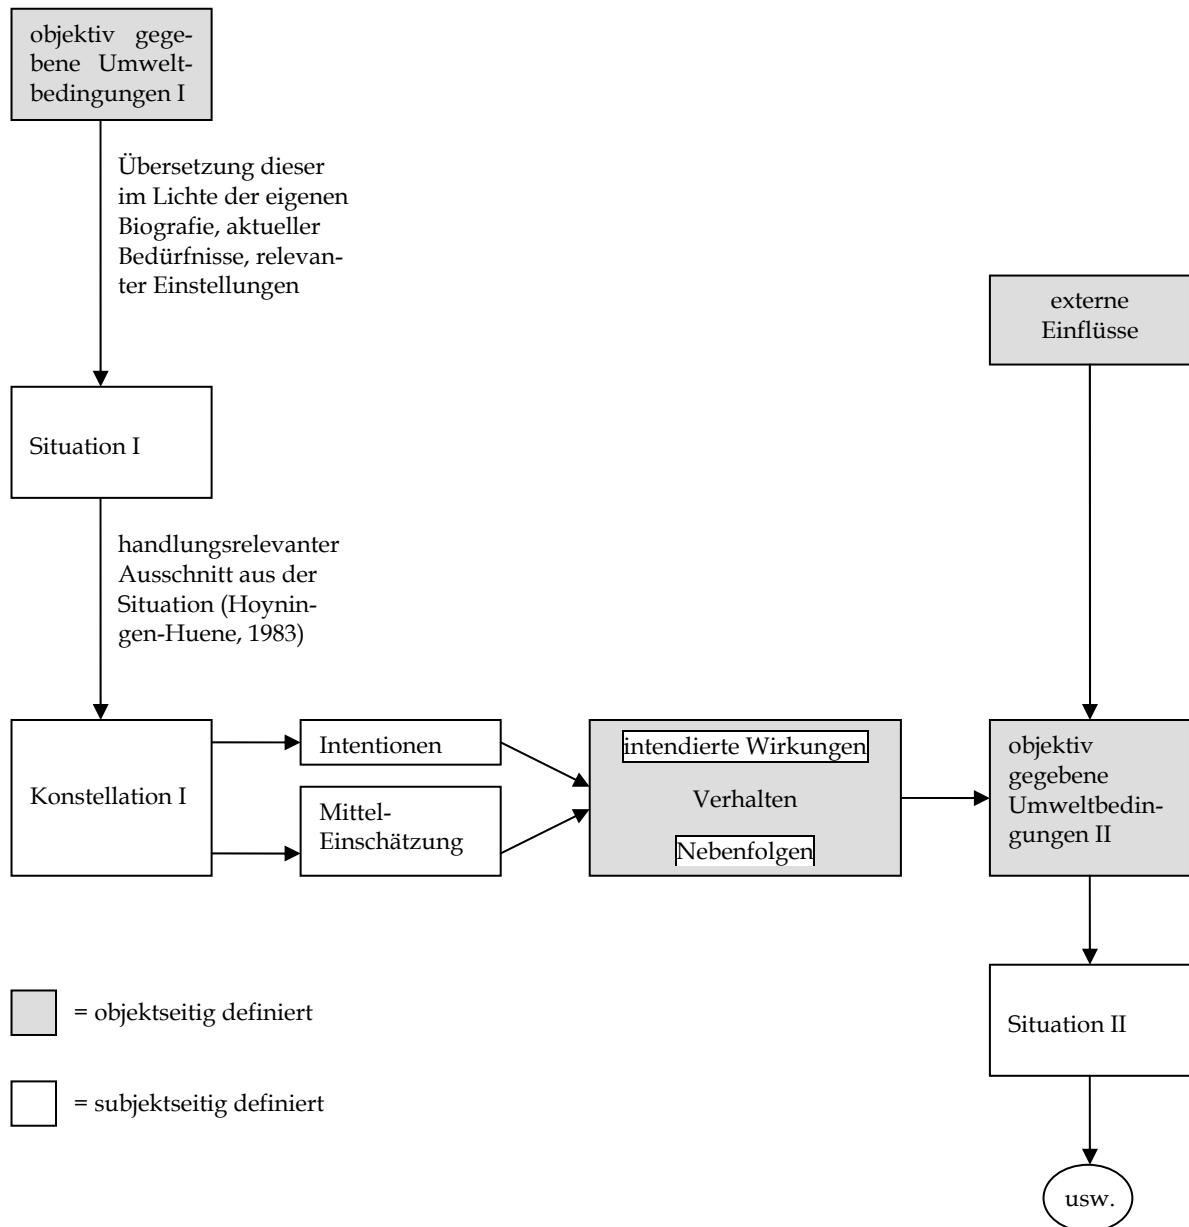 objektiv gege-
bene Umwelt-
bedingungen I
Übersetzung dieser
im Lichte der eigenen
Biografie, aktueller
Bedürfnisse, relevan-
ter Einstellungen
externe
Einflüsse
Situation I
handlungsrelevanter
Ausschnitt aus der
Situation (Hoynin-
gen-Huene, 1983)
Konstellation I
Intentionen
Mittel-
Einschätzung
intendierte Wirkungen
Verhalten
Nebenfolgen
objektiv
gegebene
Umweltbedin-
gungen II
= objektseitig definiert
Situation II
= subjektseitig definiert
usw.